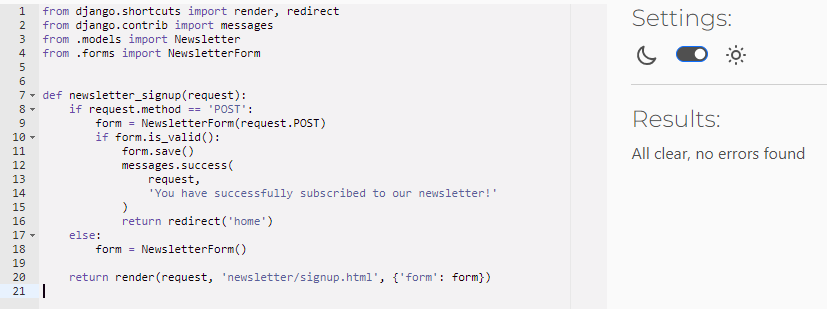 1 from django.shortcuts import render, redirect
2 from django.contrib import messages
3 from .models import Newsletter
4 from .forms import NewsletterForm
5
6
7 def newsletter_signup(request):
8     if request.method == 'POST':
9         form = NewsletterForm(request.POST)
10         if form.is_valid():
11             form.save()
12             messages.success(
13                 request,
14                 'You have successfully subscribed to our newsletter!'
15             )
16             return redirect('home')
17     else:
18         form = NewsletterForm()
19
20     return render(request, 'newsletter/signup.html', {'form': form})
21
Settings:
Results:
All clear, no errors found